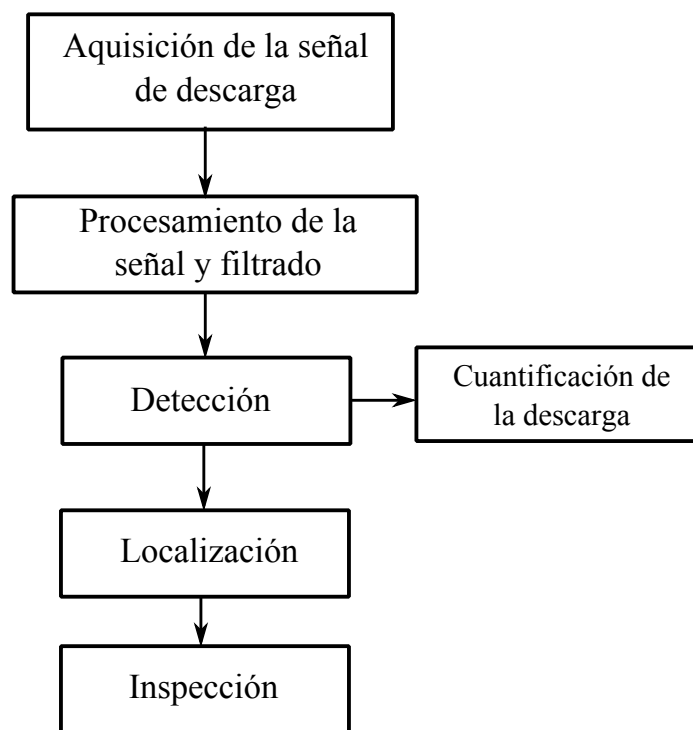 Aquisición de la señal
de descarga
Procesamiento de la
señal y filtrado
Detección
Cuantificación de
la descarga
Localización
Inspección